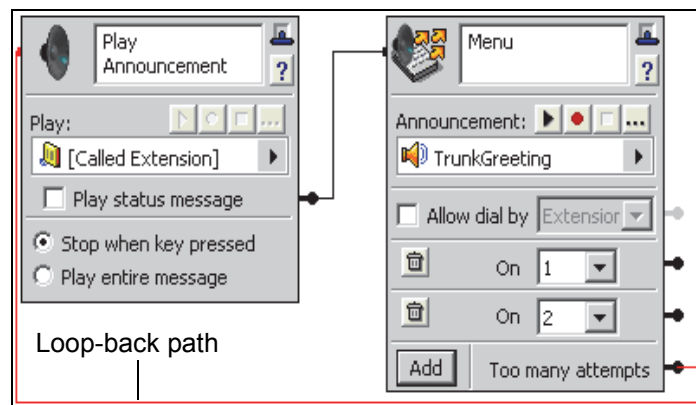 Play
Announcement
?
Play:
...
[Called Extension]
Play status message
Stop when key pressed
Play entire message
Loop-back path
Menu
?
Announcement:
...
TrunkGreeting
Allow dial by Extension
On 1
On 2
Add Too many attempts